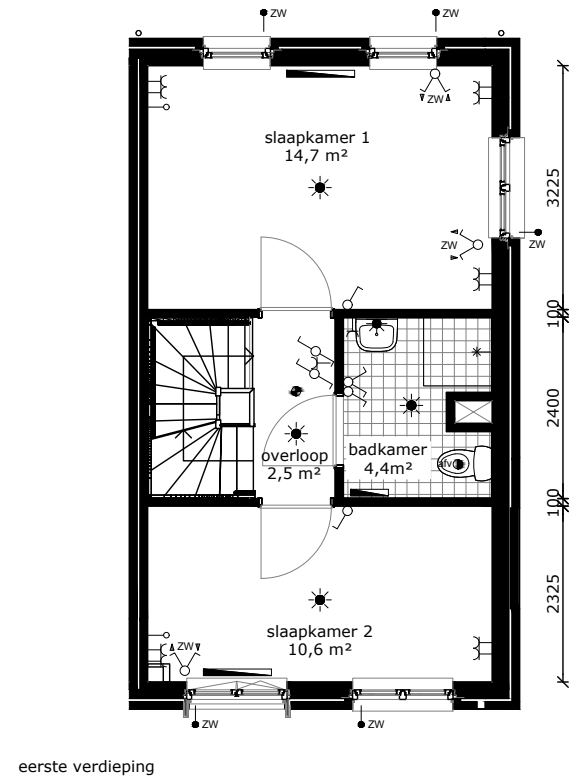 ZW
ZW
ZW
slaapkamer 1
14,7 m²
3225
ZW
ZW
100
2400
overloop
2,5 m²
badkamer
4,4m²
100
2325
slaapkamer 2
10,6 m²
ZW
ZW
ZW
eerste verdieping